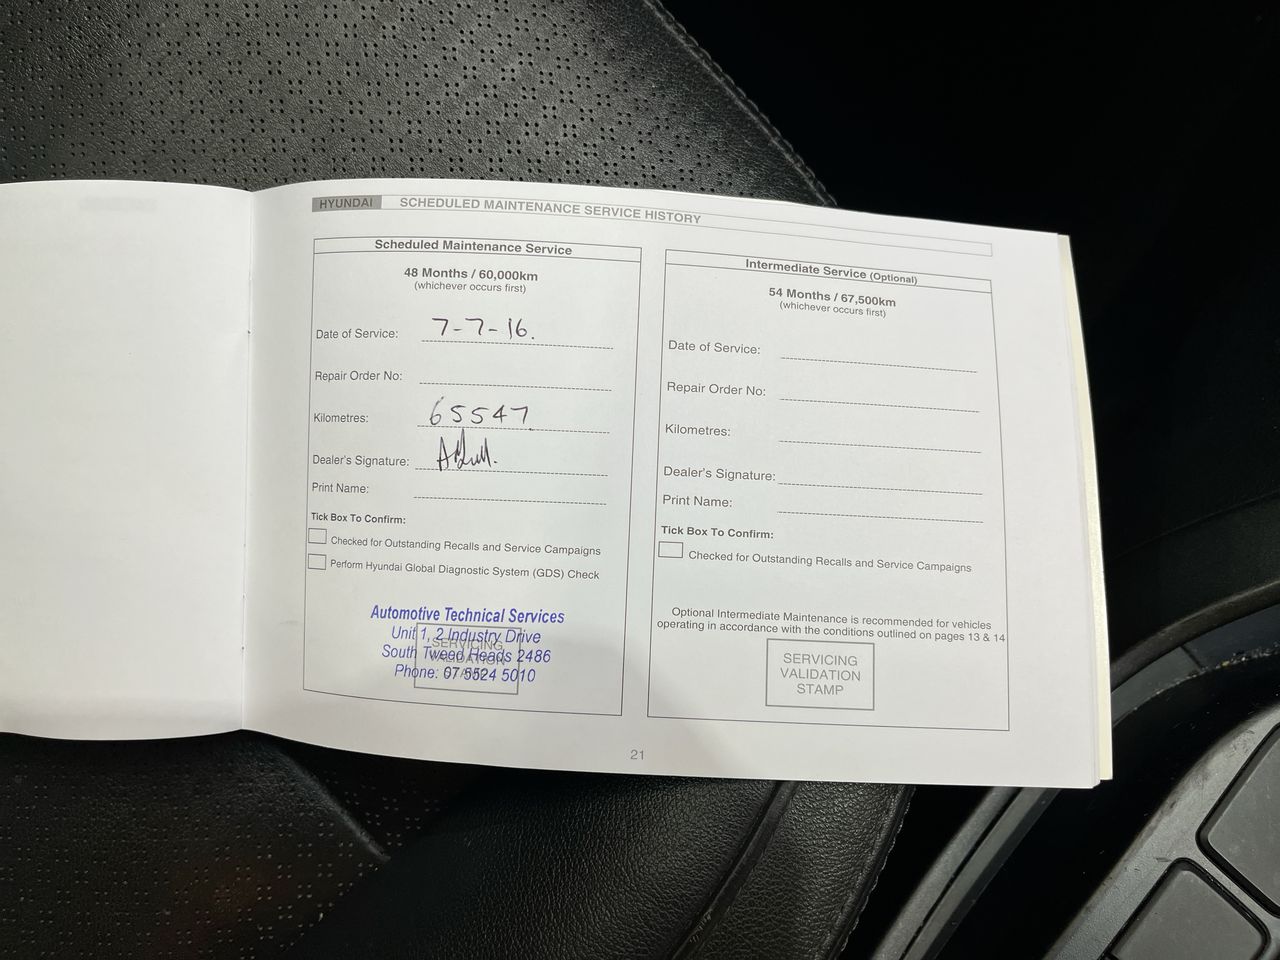 HYUNDAI SCHEDULED MAINTENANCE SERVICE HISTORY
Scheduled Maintenance Service
48 Months / 60,000km
(whichever occurs first)
Date of Service: 7-7-16.
Repair Order No:
Kilometres: 65547
Dealer's Signature:
Print Name:
Tick Box To Confirm:
Checked for Outstanding Recalls and Service Campaigns
Perform Hyundai Global Diagnostic System (GDS) Check
Automotive Technical Services
Unit 1, 2 Industry Drive
South Tweed Heads 2486
Phone: 07 5524 5010
SERVICING
VALIDATION
STAMP
Intermediate Service (Optional)
54 Months / 67,500km
(whichever occurs first)
Date of Service:
Repair Order No:
Kilometres:
Dealer's Signature:
Print Name:
Tick Box To Confirm:
Checked for Outstanding Recalls and Service Campaigns
Optional Intermediate Maintenance is recommended for vehicles
operating in accordance with the conditions outlined on pages 13 & 14
SERVICING
VALIDATION
STAMP
21